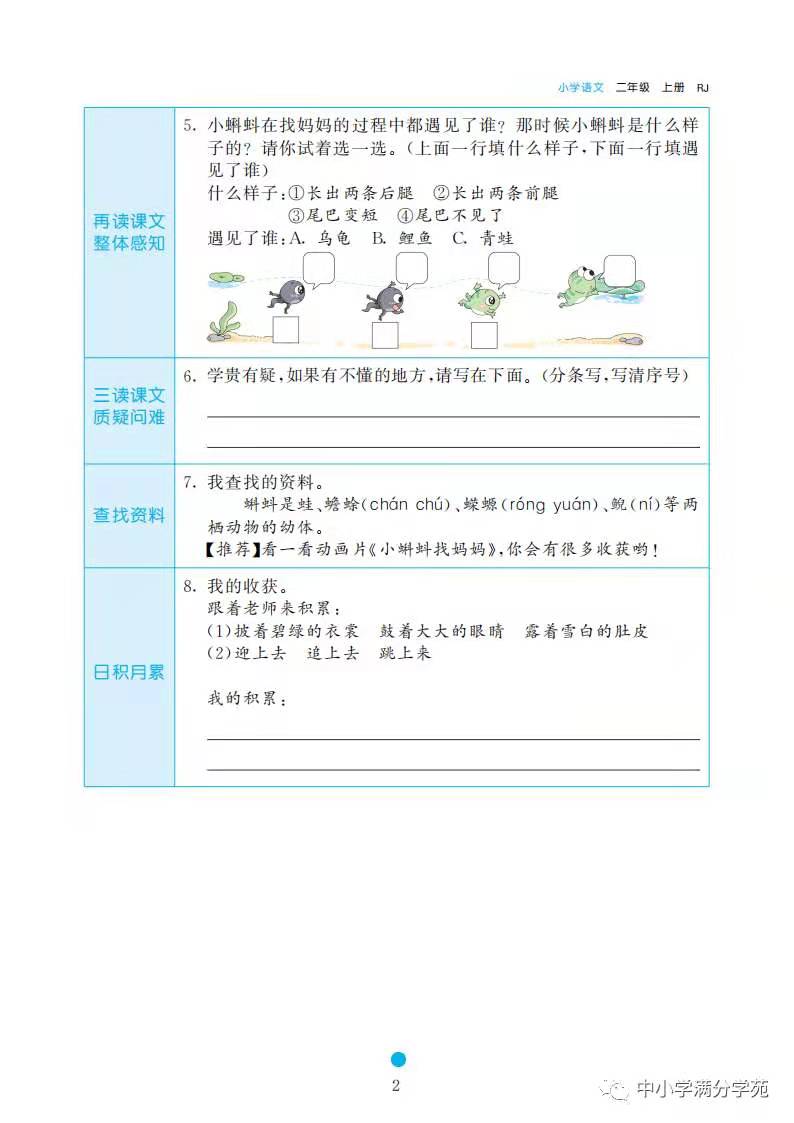 小学语文 二年级 上册 RJ
再读课文
整体感知
5. 小蝌蚪在找妈妈的过程中都遇见了谁？那时候小蝌蚪是什么样
子的？请你试着选一选。(上面一行填什么样子,下面一行填遇
见了谁)
什么样子:①长出两条后腿 ②长出两条前腿
③尾巴变短 ④尾巴不见了
遇见了谁:A. 乌龟 B. 鲤鱼 C. 青蛙
三读课文
质疑问难
6. 学贵有疑,如果有不懂的地方,请写在下面。(分条写,写清序号)
查找资料
7. 我查找的资料。
蝌蚪是蛙、蟾蜍(chán chú)、蝾螈(róng yuán)、鲵(ní)等两
栖动物的幼体。
【推荐】看一看动画片《小蝌蚪找妈妈》,你会有很多收获哟!
日积月累
8. 我的收获。
跟着老师来积累:
(1)披着碧绿的衣裳 鼓着大大的眼睛 露着雪白的肚皮
(2)迎上去 追上去 跳上来
我的积累:
2
中小学满分学苑